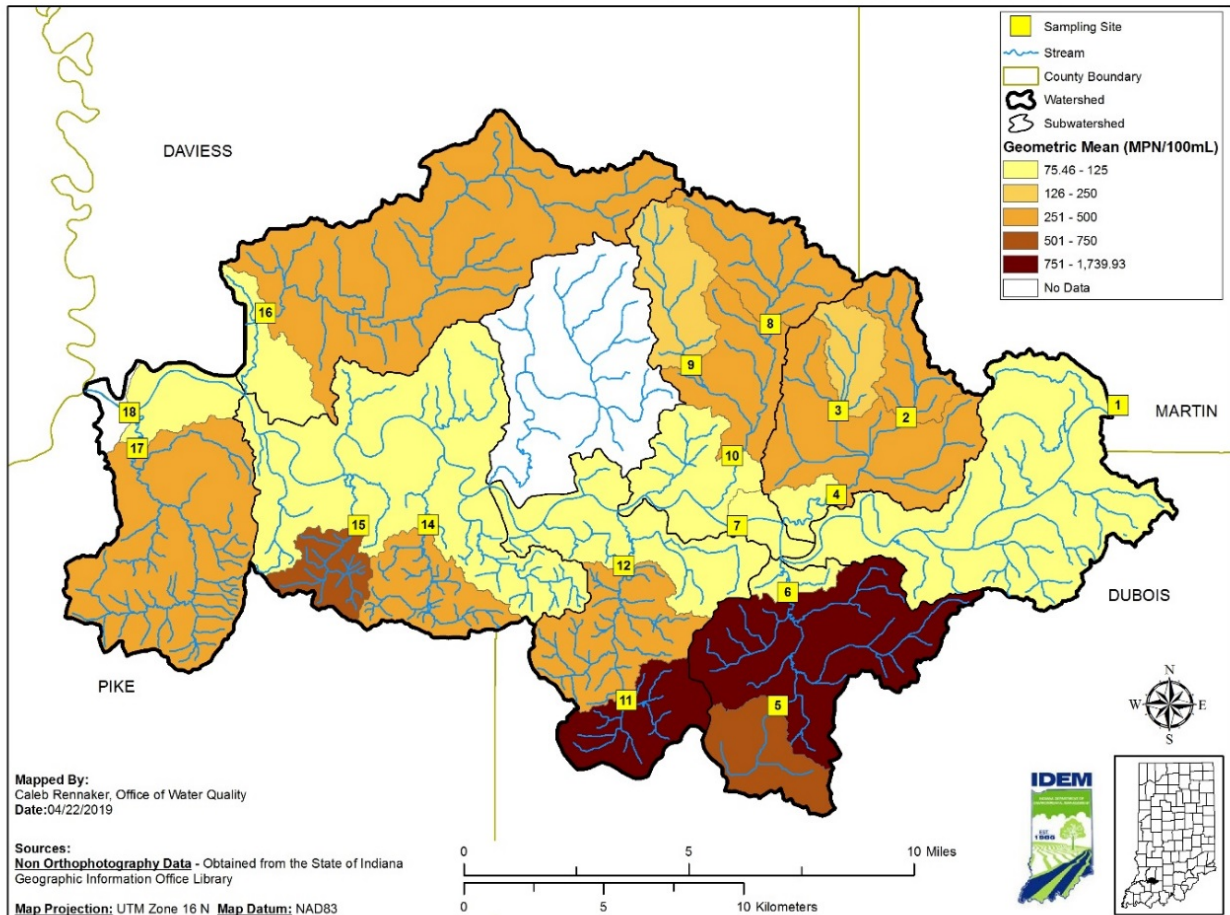 DAVIESS
MARTIN
DUBOIS
PIKE
Sampling Site
Stream
County Boundary
Watershed
Subwatershed
Geometric Mean (MPN/100mL)
75.46 - 125
126 - 250
251 - 500
501 - 750
751 - 1,739.93
No Data
16
8
9
18
3
2
1
17
10
4
15
14
7
12
6
11
5
N
W E
S
Mapped By:
Caleb Rennaker, Office of Water Quality
Date:04/22/2019
Sources:
Non Orthophotography Data - Obtained from the State of Indiana
Geographic Information Office Library
Map Projection: UTM Zone 16 N Map Datum: NAD83
0 5 10 Miles
0 5 10 Kilometers
IDEM
EST.
1986